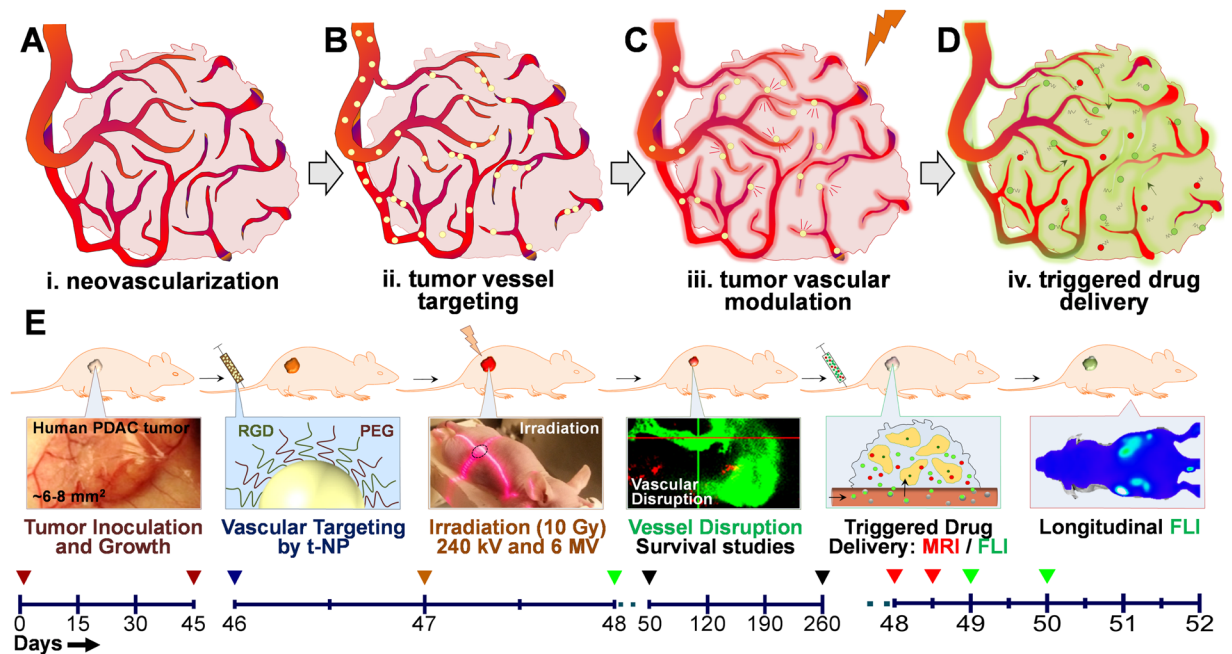 A
B
C
D
i. neovascularization
ii. tumor vessel
targeting
iii. tumor vascular
modulation
iv. triggered drug
delivery
E
Human PDAC tumor
~6-8 mm²
RGD
PEG
Irradiation
Vascular
Disruption
Tumor Inoculation
and Growth
Vascular Targeting
by t-NP
Irradiation (10 Gy)
240 kV and 6 MV
Vessel Disruption
Survival studies
Triggered Drug
Delivery: MRI / FLI
Longitudinal FLI
0 15 30 45
46 47 48
50 120 190 260
48 49 50 51 52
Days